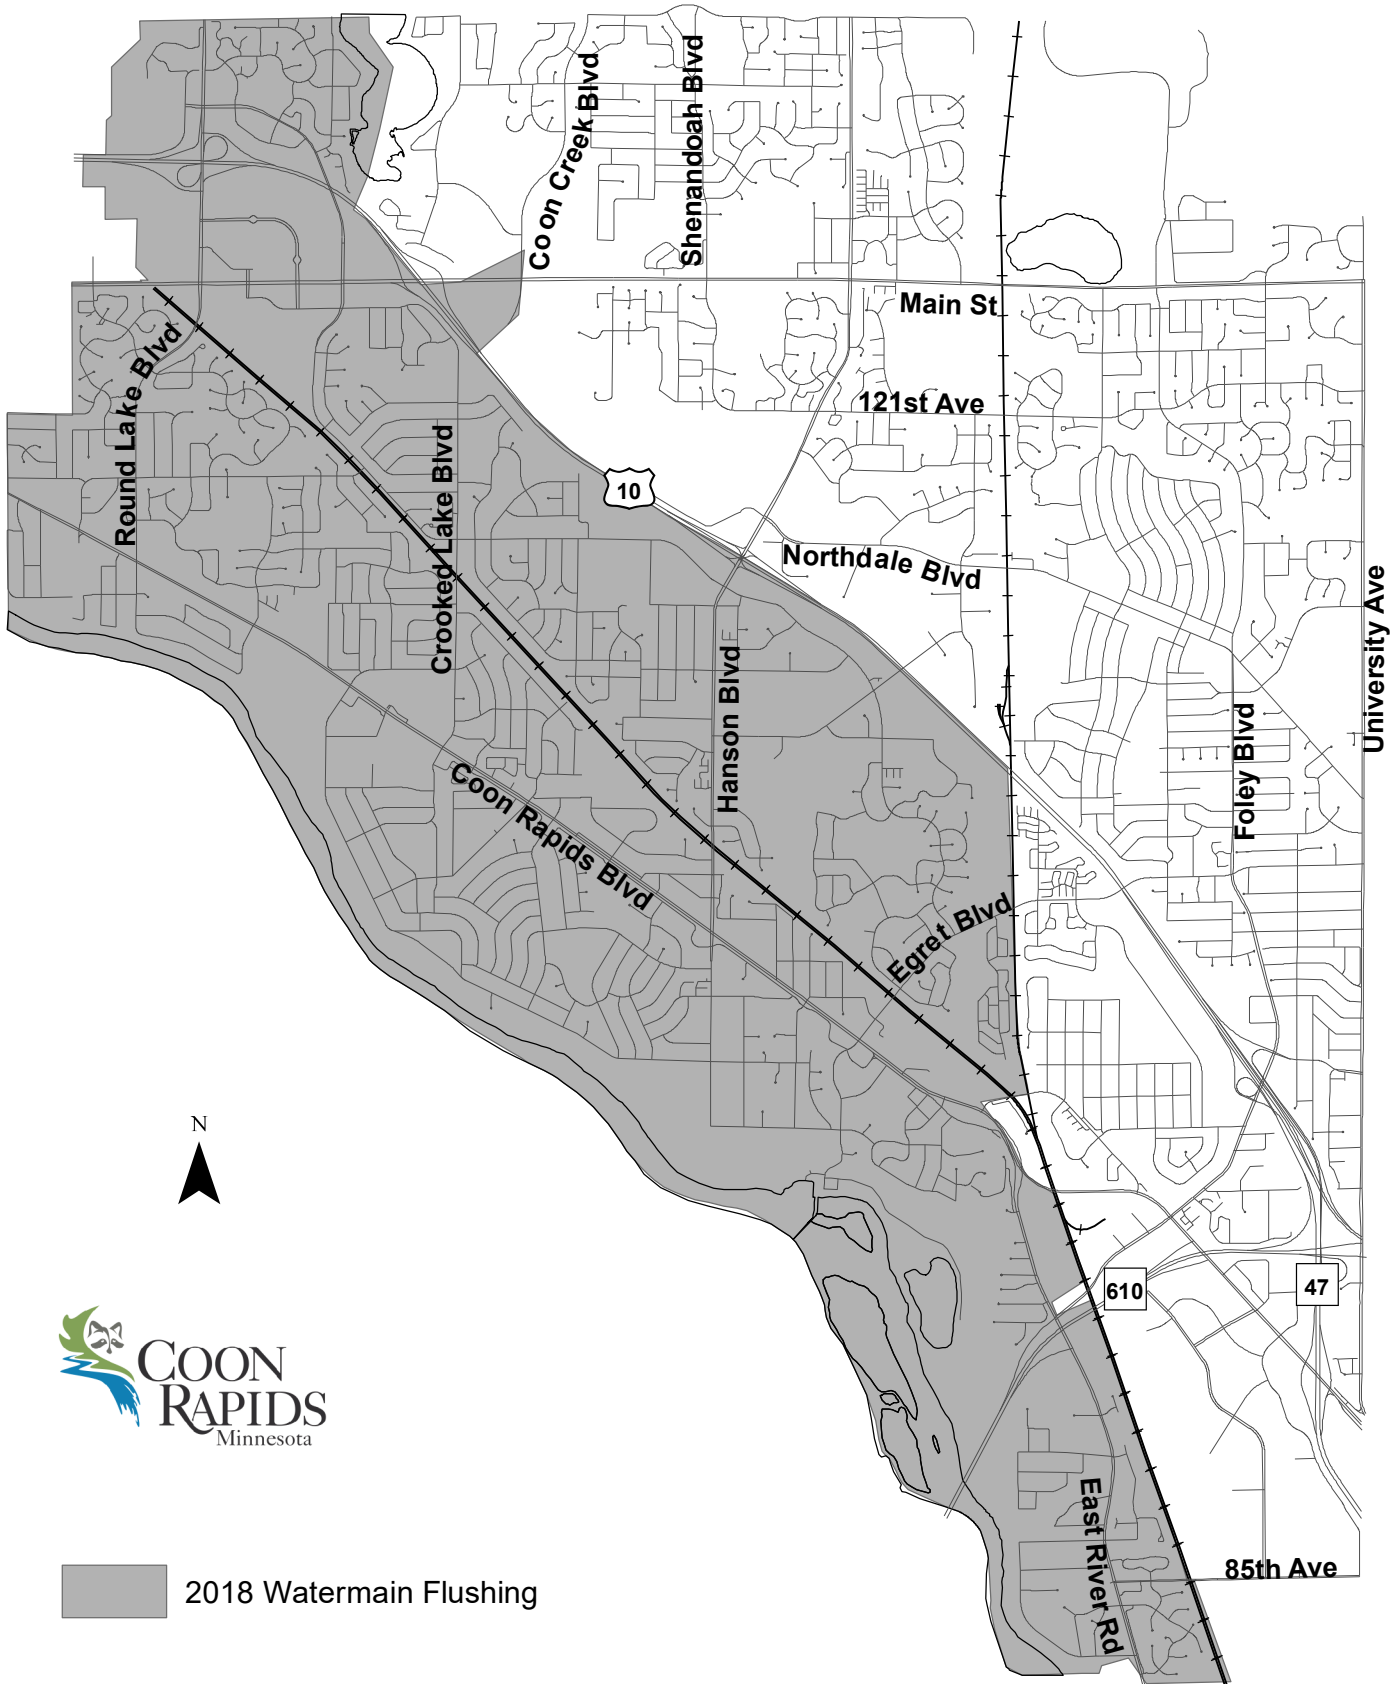 Coon Creek Blvd
Shenandoah Blvd
Main St
Round Lake Blvd
121st Ave
Crooked Lake Blvd
10
Northdale Blvd
University Ave
Hanson Blvd
Foley Blvd
Coon Rapids Blvd
Egret Blvd
N
610
47
COON
RAPIDS
Minnesota
East River Rd
85th Ave
2018 Watermain Flushing